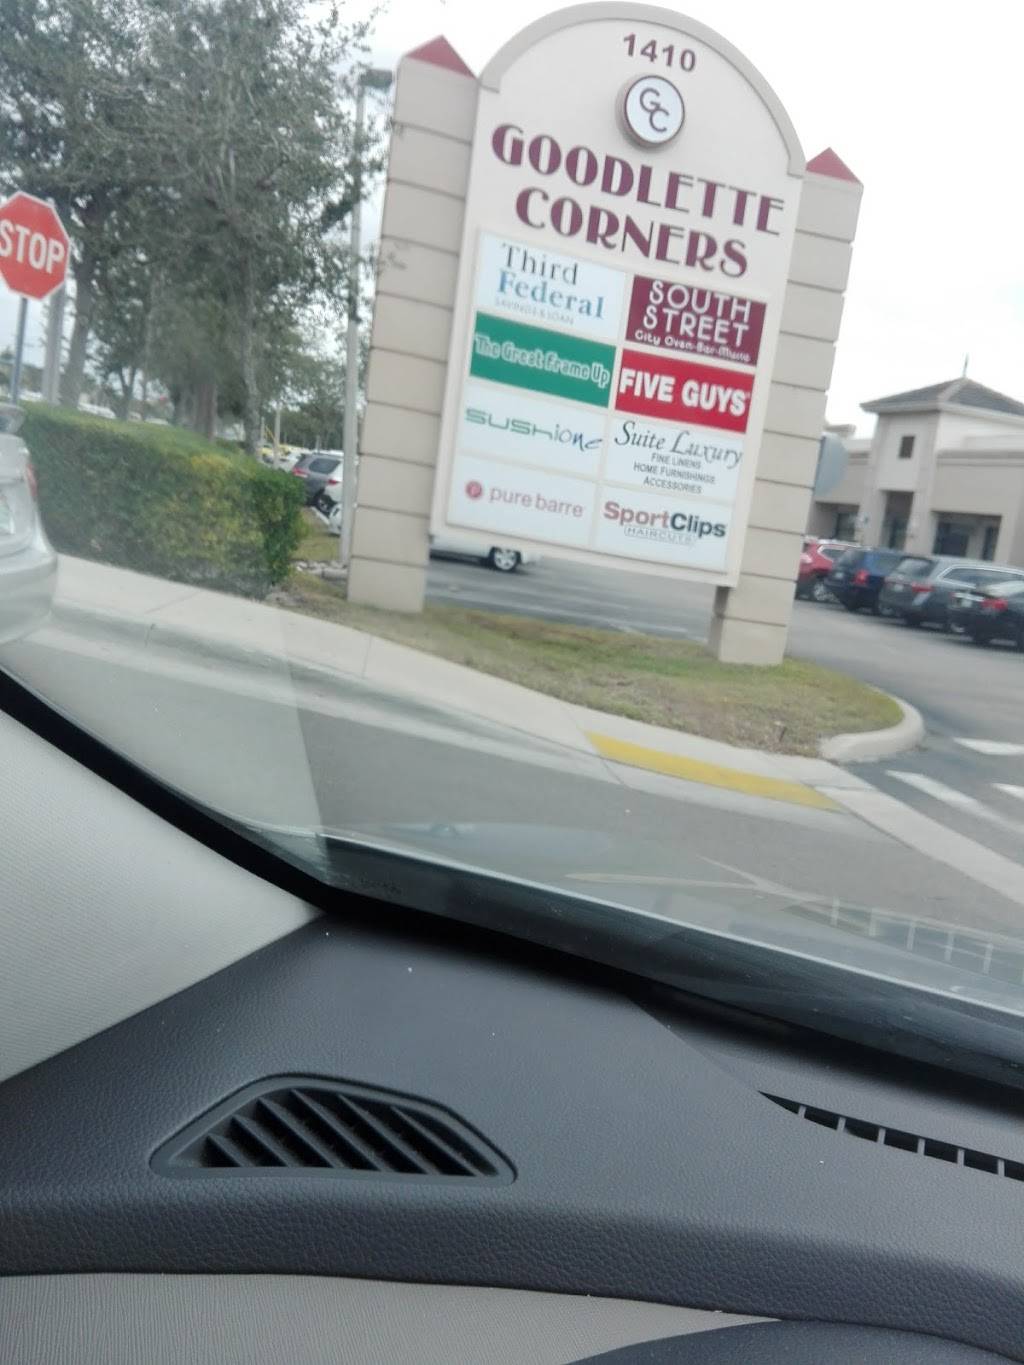 STOP
1410
GC
GOODLETTE
CORNERS
Third
Federal
SAVINGS & LOAN
SOUTH
STREET
City Oven-Bar-Music
The Great Frame Up
FIVE GUYS
SUSHIONE
Suite Luxury
FINE LINENS
HOME FURNISHINGS
ACCESSORIES
P pure barre
SportClips
HAIRCUTS